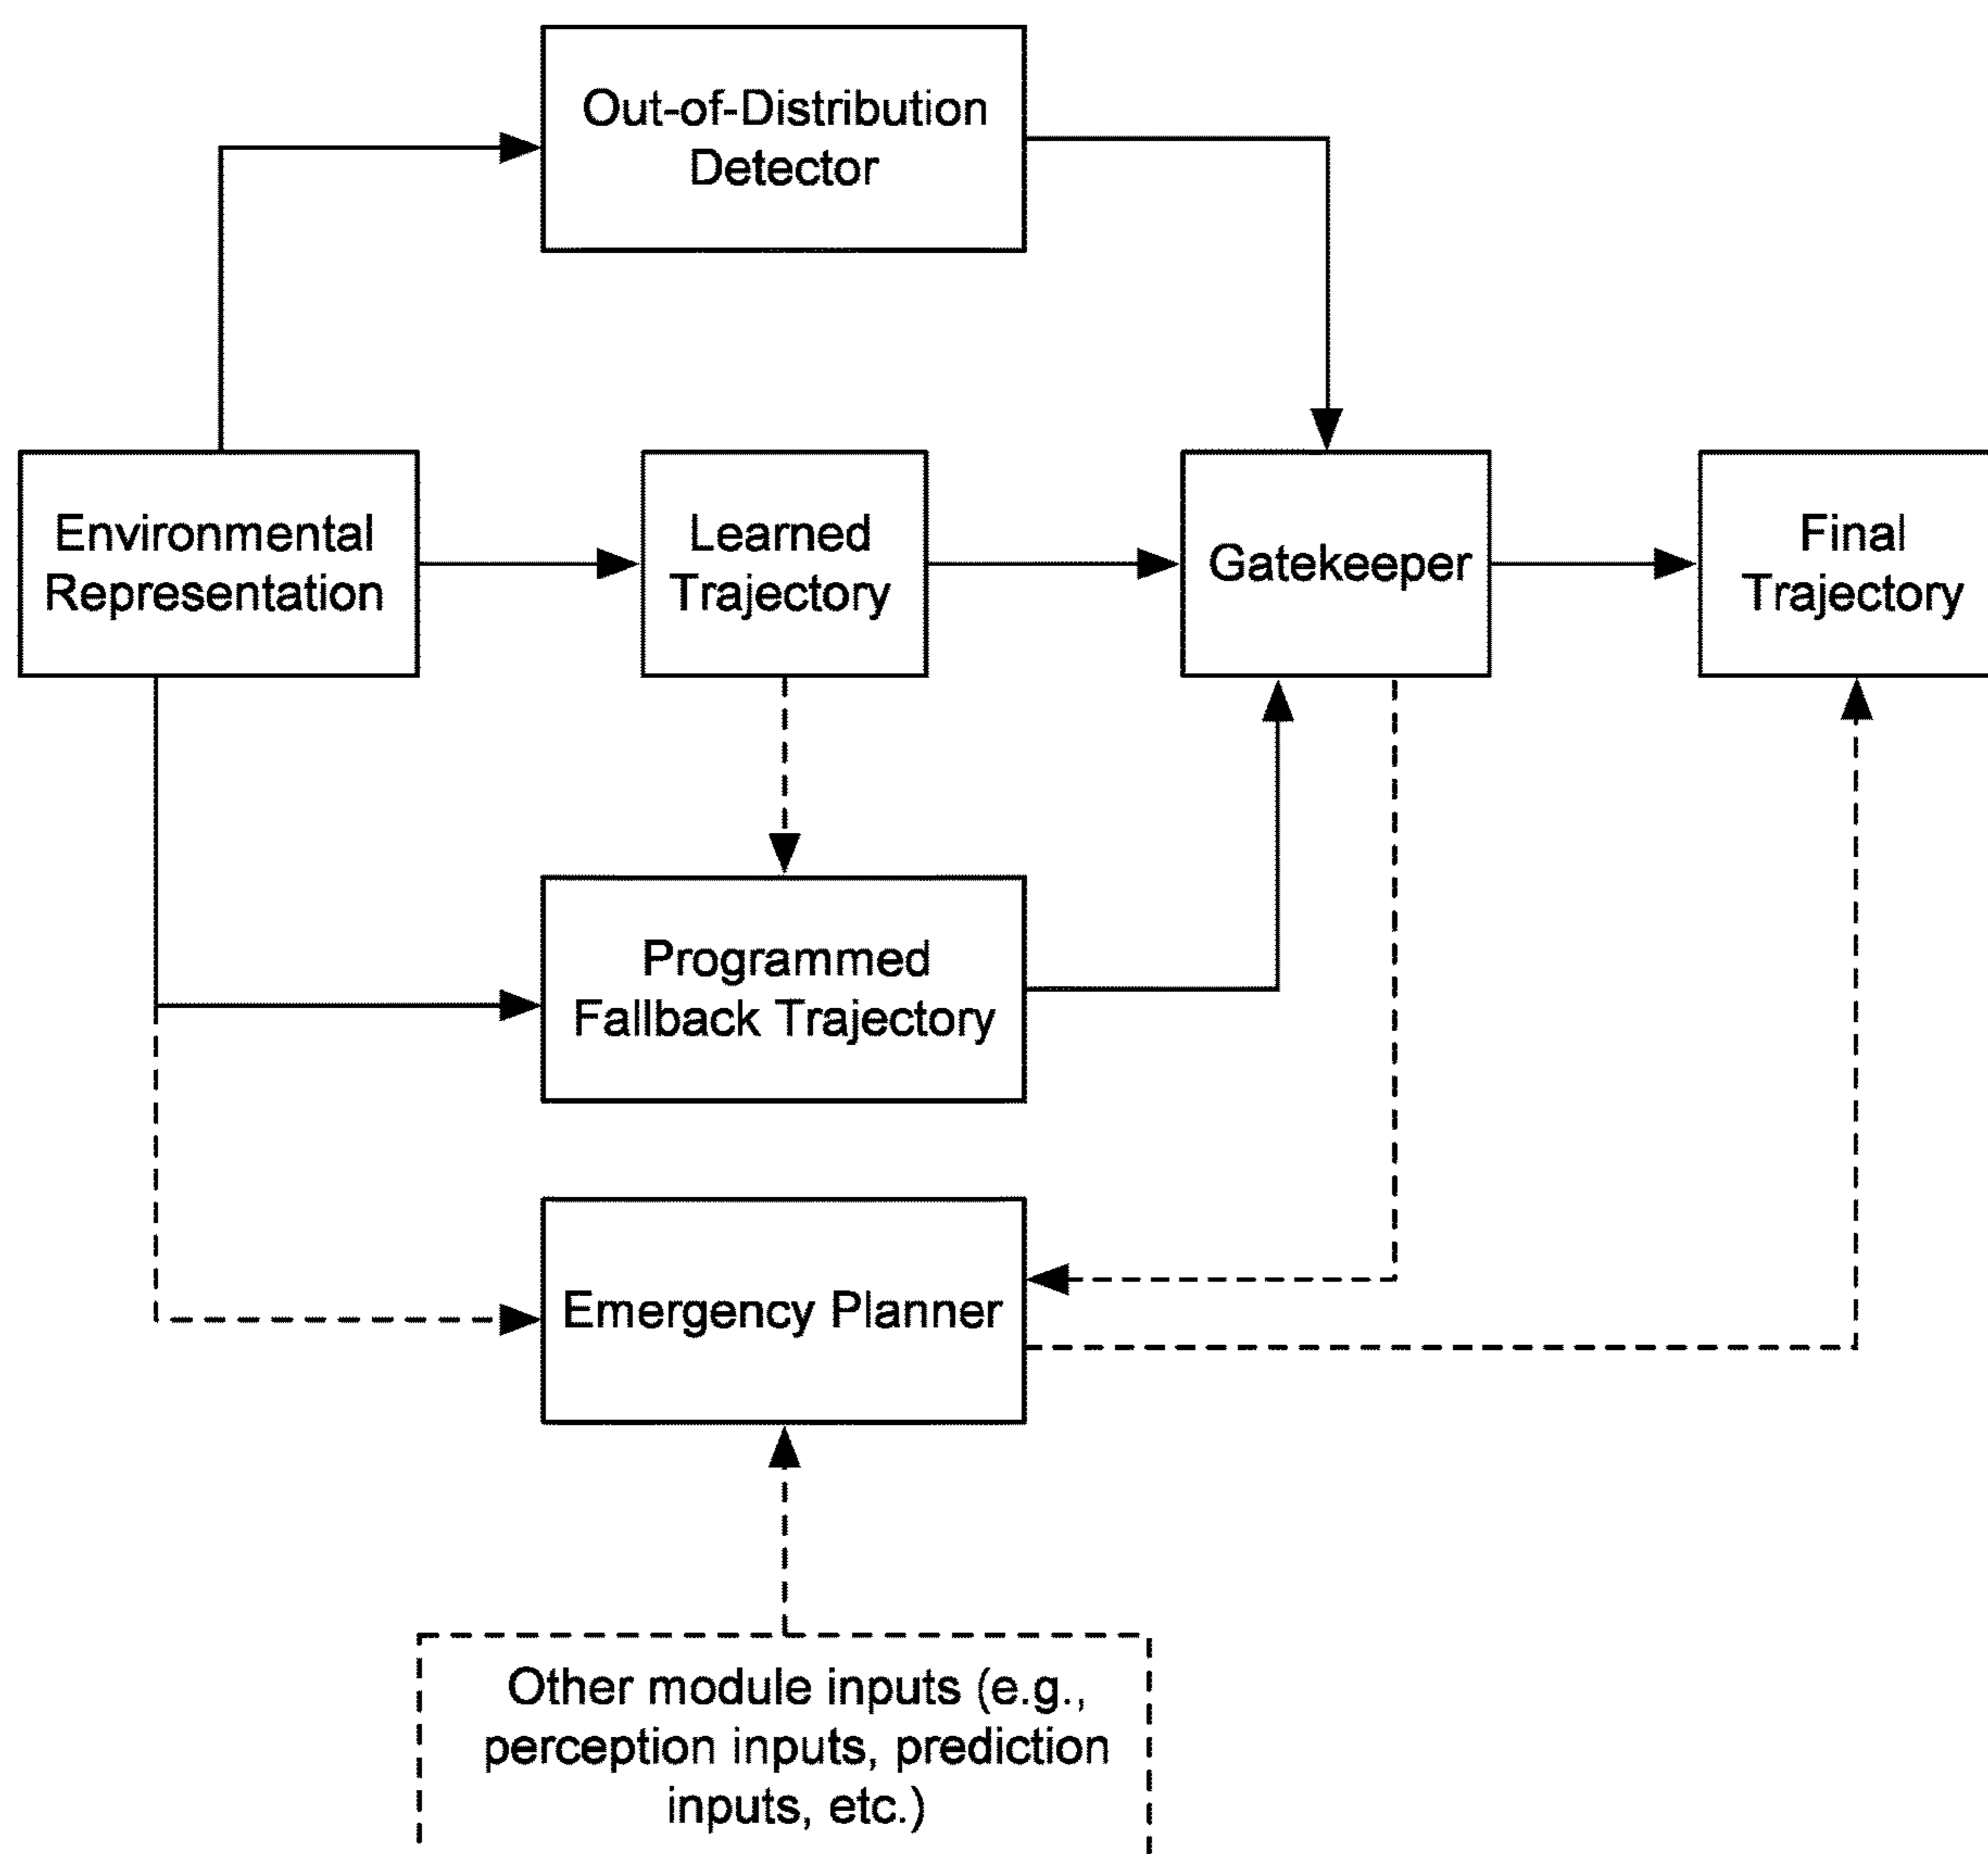 Out-of-Distribution
Detector
Environmental
Representation
Learned
Trajectory
Gatekeeper
Final
Trajectory
Programmed
Fallback Trajectory
Emergency Planner
Other module inputs (e.g.,
perception inputs, prediction
inputs, etc.)